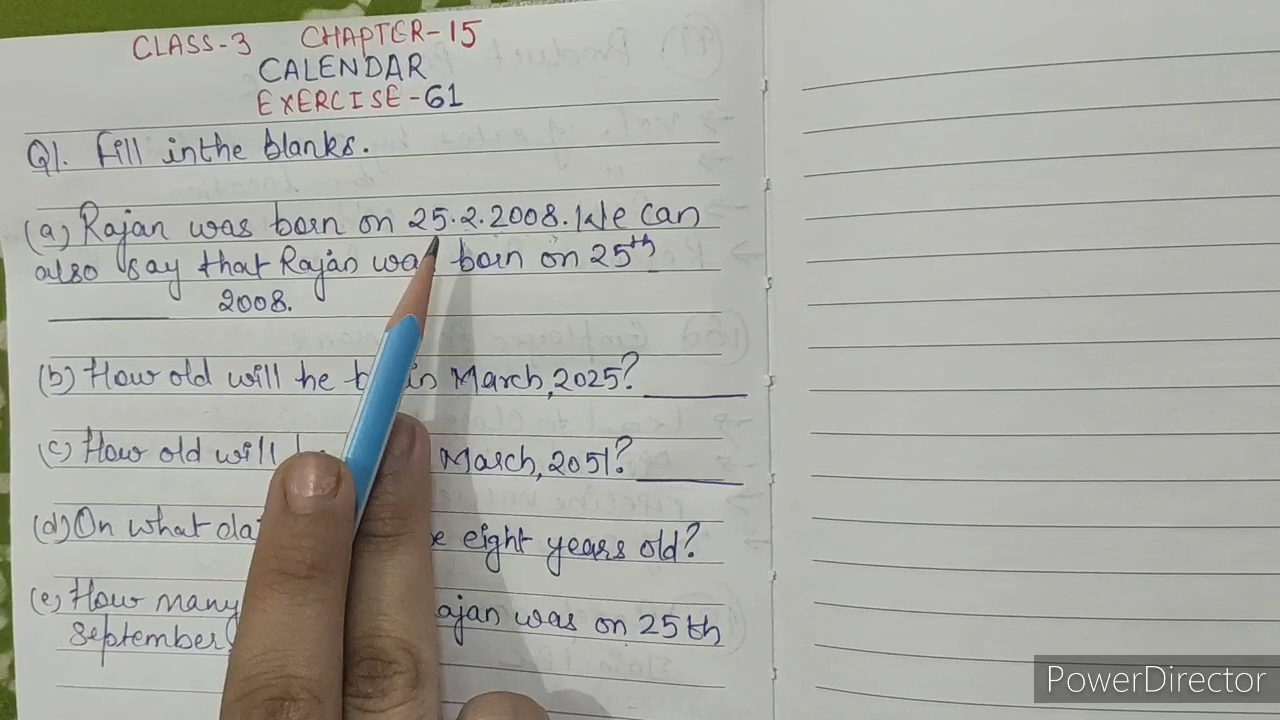 CLASS-3 CHAPTER-15
CALENDAR
EXERCISE-61
Q1. Fill in the blanks.
(a) Rajan was born on 25.2.2008. We can
also say that Rajan was born on 25th
2008.
(b) How old will he in March, 2025?
(c) How old will March, 2051?
(d) On what eight years old?
(e) How many was on 25th
September
PowerDirector